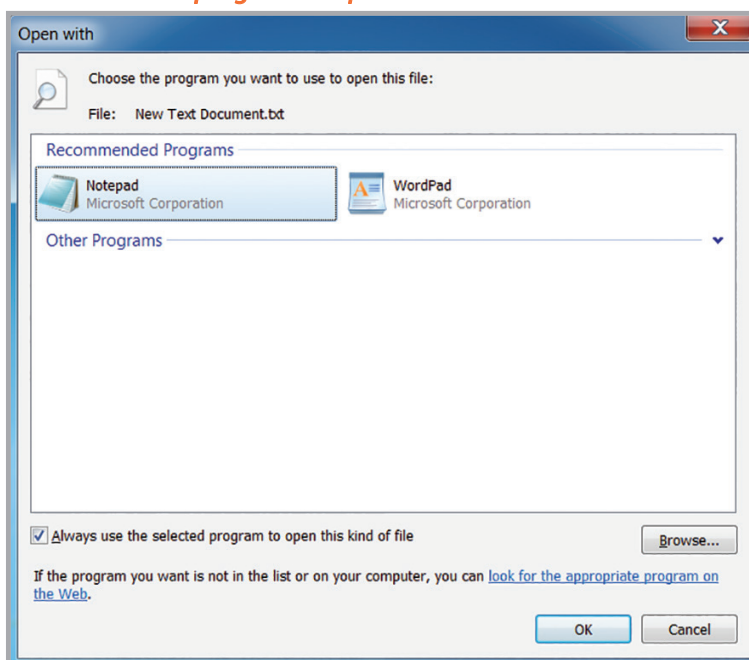 Open with
Choose the program you want to use to open this file:
File: New Text Document.txt
Recommended Programs
Notepad
Microsoft Corporation
WordPad
Microsoft Corporation
Other Programs
Always use the selected program to open this kind of file
Browse...
If the program you want is not in the list or on your computer, you can look for the appropriate program on
the Web.
OK
Cancel